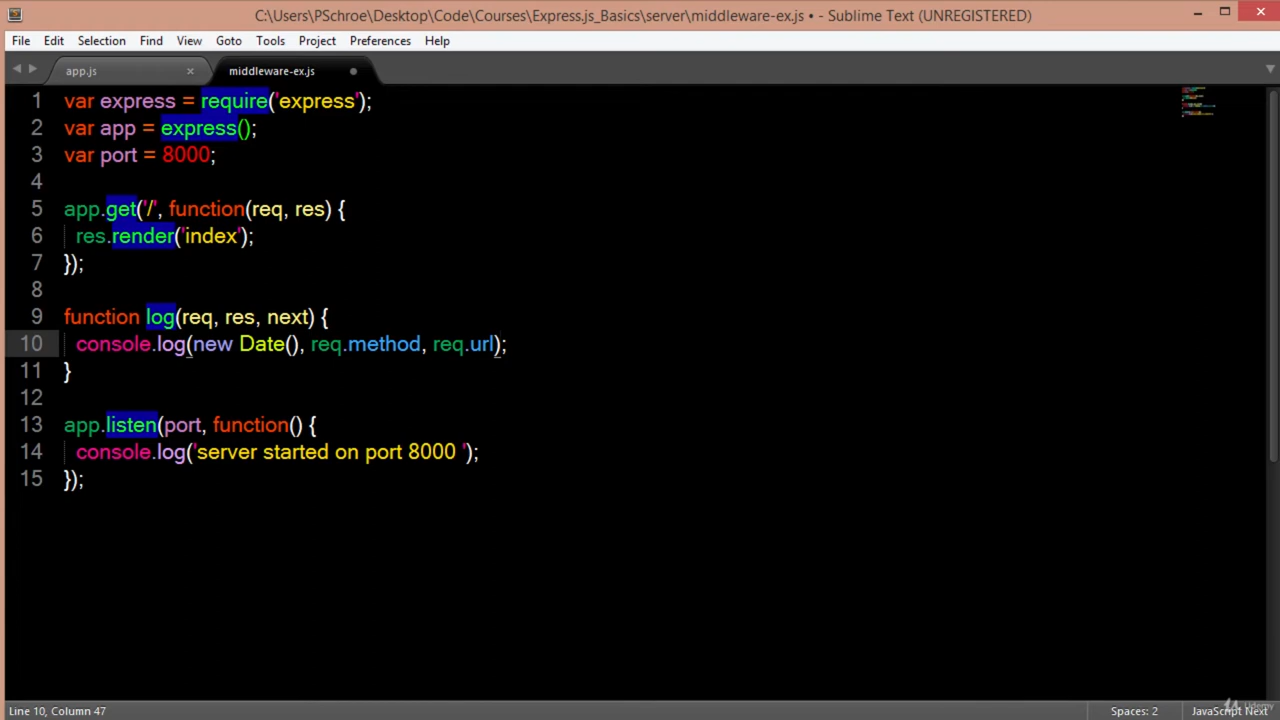 C:\Users\PSchroe\Desktop\Code\Courses\Express.js_Basics\server\middleware-ex.js • - Sublime Text (UNREGISTERED)
File Edit Selection Find View Goto Tools Project Preferences Help
app.js × middleware-ex.js
1 var express = require('express');
2 var app = express();
3 var port = 8000;
4
5 app.get('/', function(req, res) {
6 res.render('index');
7 });
8
9 function log(req, res, next) {
10 console.log(new Date(), req.method, req.url);
11 }
12
13 app.listen(port, function() {
14 console.log('server started on port 8000 ');
15 });
Line 10, Column 47 Spaces: 2 JavaScript Next
Udemy